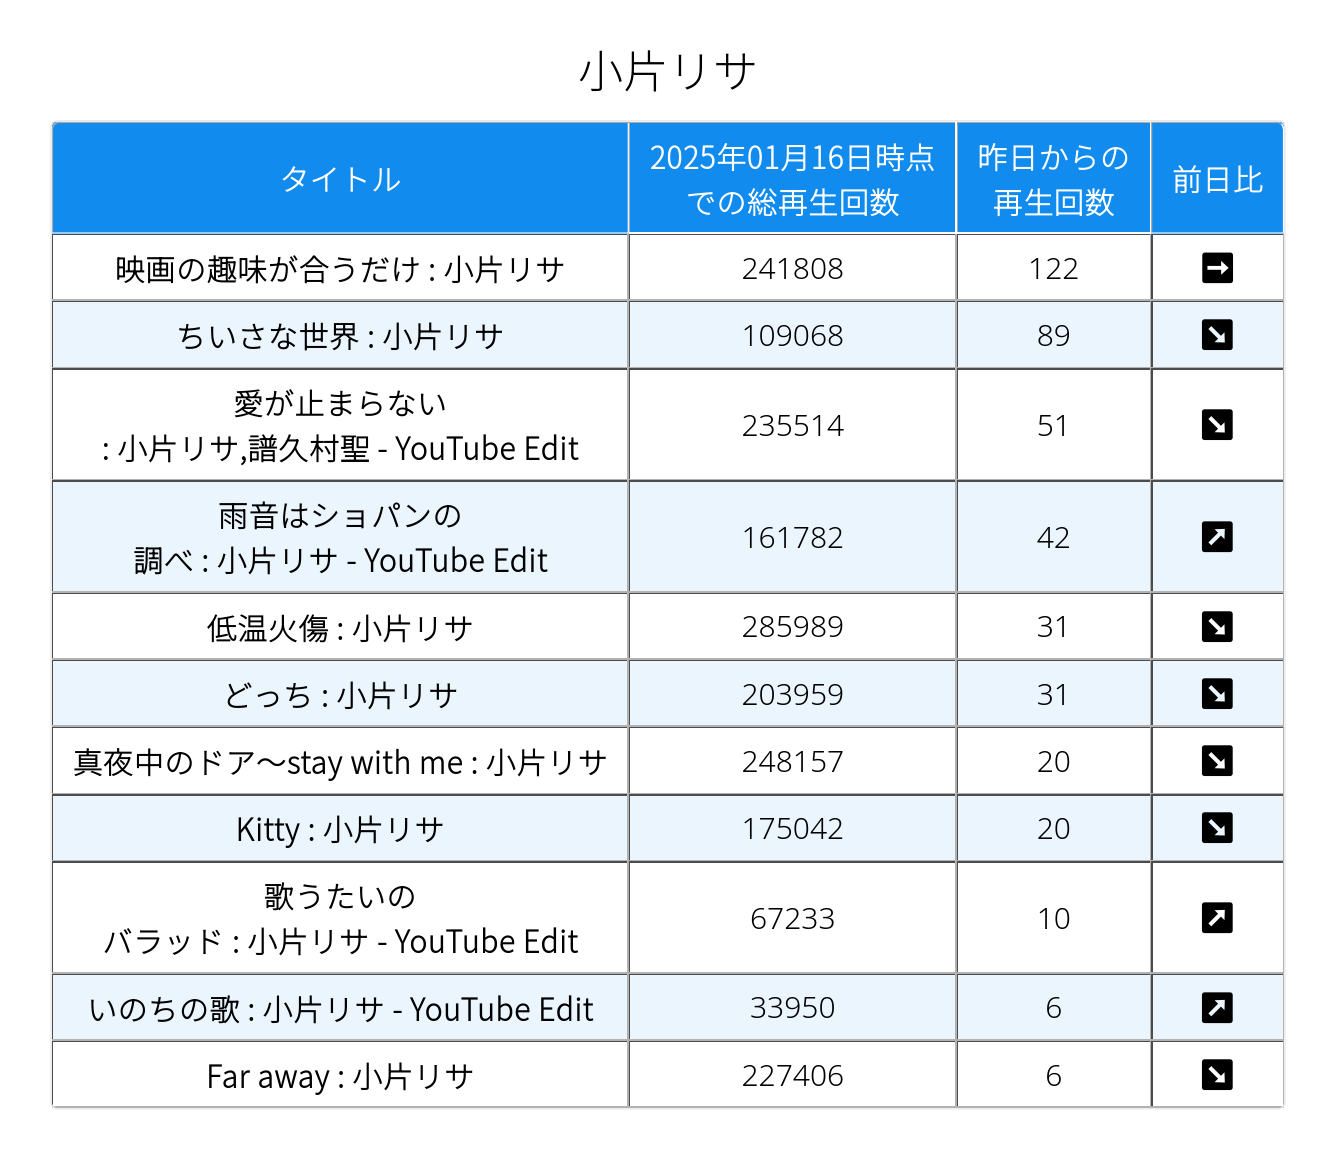 小片リサ
タイトル
2025年01月16日時点
での総再生回数
昨日からの
再生回数
前日比
映画の趣味が合うだけ : 小片リサ
241808
122
ちいさな世界 : 小片リサ
109068
89
愛が止まらない
: 小片リサ,譜久村聖 - YouTube Edit
235514
51
雨音はショパンの
調べ : 小片リサ - YouTube Edit
161782
42
低温火傷 : 小片リサ
285989
31
どっち : 小片リサ
203959
31
真夜中のドア〜stay with me : 小片リサ
248157
20
Kitty : 小片リサ
175042
20
歌うたいの
バラッド : 小片リサ - YouTube Edit
67233
10
いのちの歌 : 小片リサ - YouTube Edit
33950
6
Far away : 小片リサ
227406
6